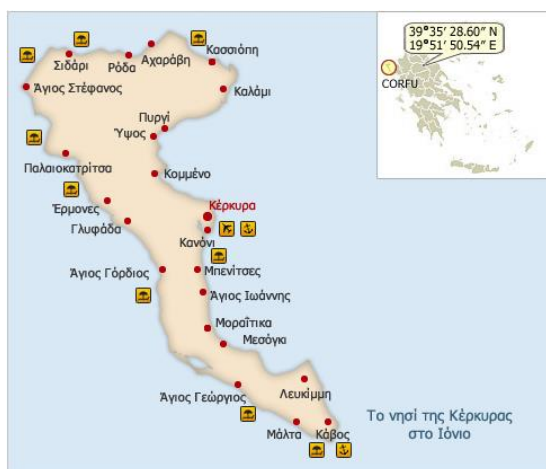 39°35′ 28.60″ N
19°51′ 50.54″ E
CORFU
Σιδάρι
Ρόδα
Αχαράβη
Κασσιόπη
Άγιος Στέφανος
Καλάμι
Πυργί
Ύψος
Παλαιοκατρίτσα
Κομμένο
Έρμονες
Κέρκυρα
Γλυφάδα
Κανόνι
Άγιος Γόρδιος
Μπενίτσες
Άγιος Ιωάννης
Μοραΐτικα
Μεσόγκι
Άγιος Γεώργιος
Λευκίμμη
Μάλτα
Κάβος
Το νησί της Κέρκυρας
στο Ιόνιο